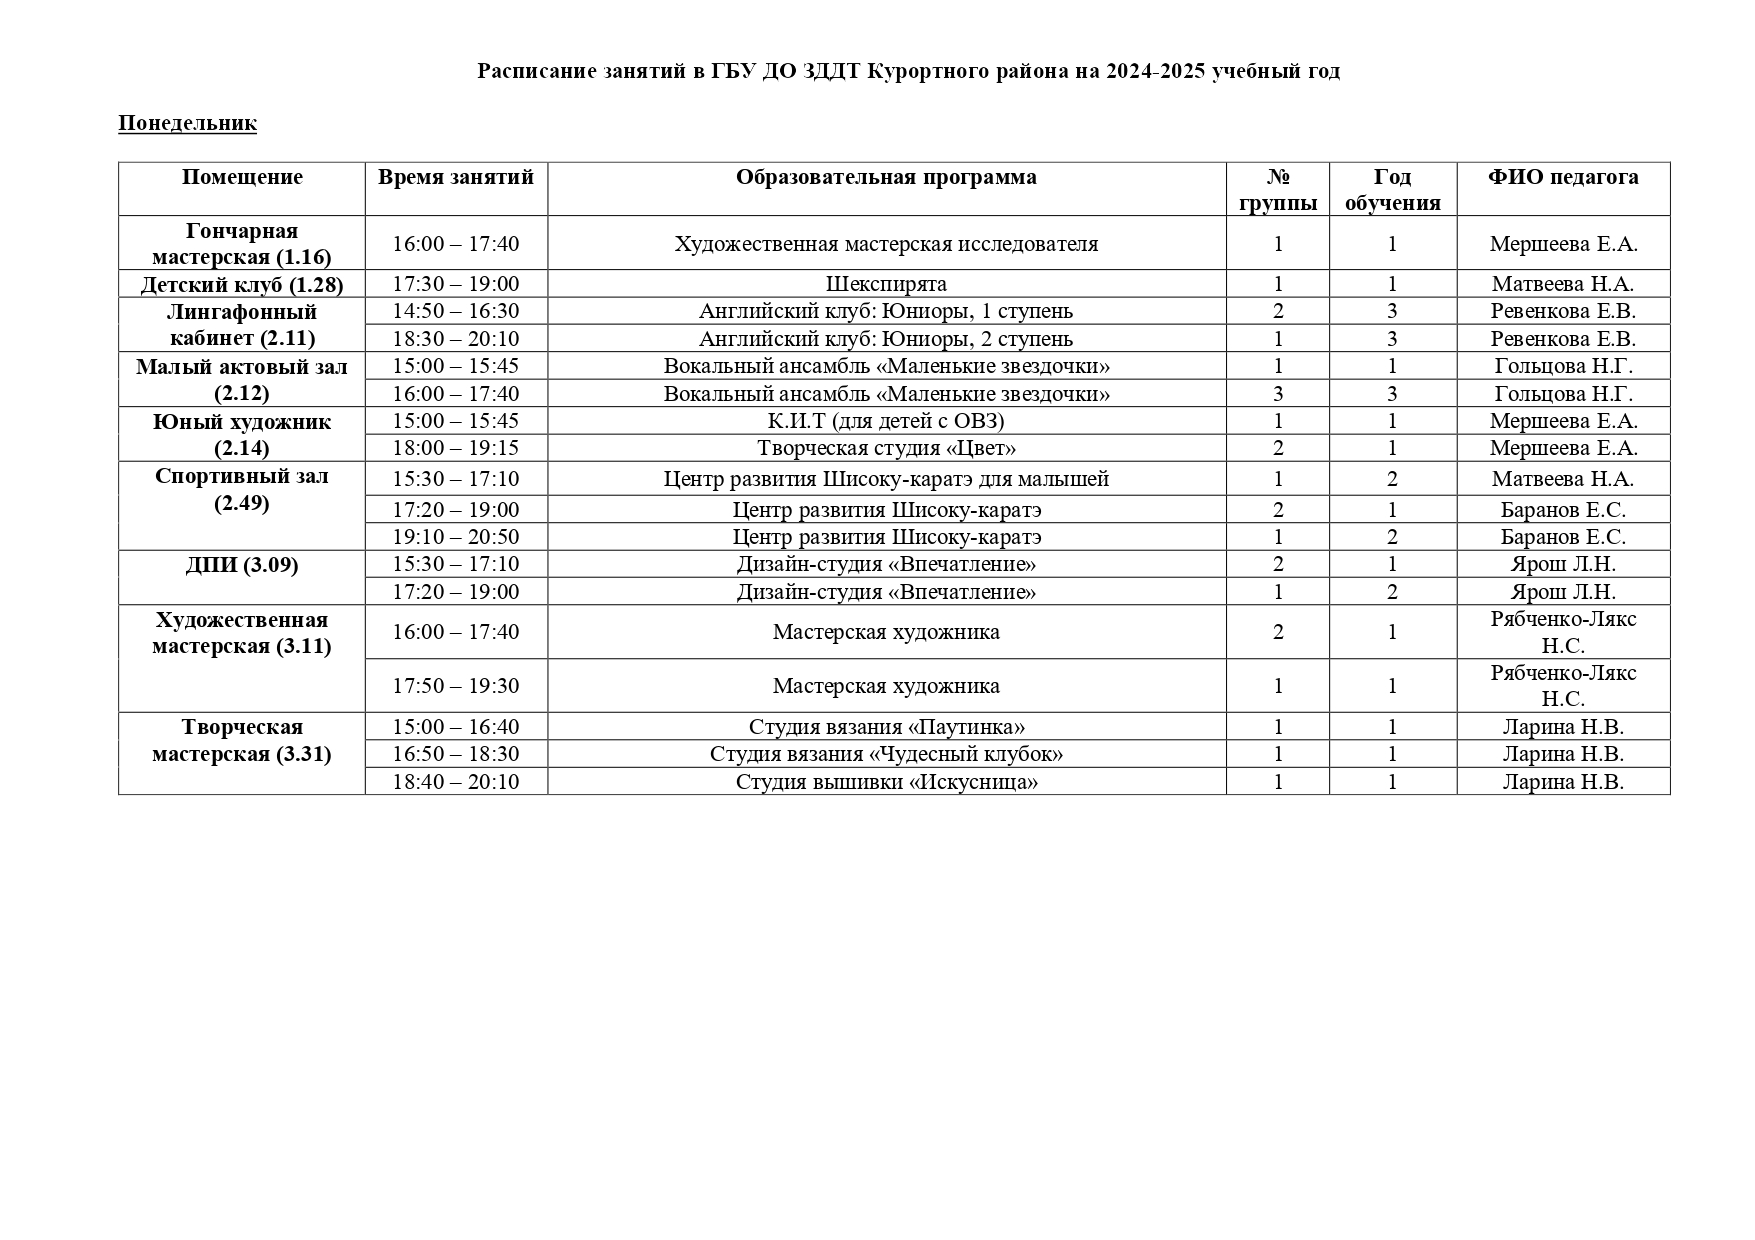 Расписание занятий в ГБУ ДО ЗДДТ Курортного района на 2024-2025 учебный год
Понедельник
Помещение Время занятий Образовательная программа № группы Год обучения ФИО педагога
Гончарная мастерская (1.16) 16:00 – 17:40 Художественная мастерская исследователя 1 1 Мершеева Е.А.
Детский клуб (1.28) 17:30 – 19:00 Шекспирята 1 1 Матвеева Н.А.
Лингафонный кабинет (2.11) 14:50 – 16:30 Английский клуб: Юниоры, 1 ступень 2 3 Ревенкова Е.В.
18:30 – 20:10 Английский клуб: Юниоры, 2 ступень 1 3 Ревенкова Е.В.
Малый актовый зал (2.12) 15:00 – 15:45 Вокальный ансамбль «Маленькие звездочки» 1 1 Гольцова Н.Г.
16:00 – 17:40 Вокальный ансамбль «Маленькие звездочки» 3 3 Гольцова Н.Г.
Юный художник (2.14) 15:00 – 15:45 К.И.Т (для детей с ОВЗ) 1 1 Мершеева Е.А.
18:00 – 19:15 Творческая студия «Цвет» 2 1 Мершеева Е.А.
Спортивный зал (2.49) 15:30 – 17:10 Центр развития Шисоку-каратэ для малышей 1 2 Матвеева Н.А.
17:20 – 19:00 Центр развития Шисоку-каратэ 2 1 Баранов Е.С.
19:10 – 20:50 Центр развития Шисоку-каратэ 1 2 Баранов Е.С.
ДПИ (3.09) 15:30 – 17:10 Дизайн-студия «Впечатление» 2 1 Ярош Л.Н.
17:20 – 19:00 Дизайн-студия «Впечатление» 1 2 Ярош Л.Н.
Художественная мастерская (3.11) 16:00 – 17:40 Мастерская художника 2 1 Рябченко-Лякс Н.С.
17:50 – 19:30 Мастерская художника 1 1 Рябченко-Лякс Н.С.
Творческая мастерская (3.31) 15:00 – 16:40 Студия вязания «Паутинка» 1 1 Ларина Н.В.
16:50 – 18:30 Студия вязания «Чудесный клубок» 1 1 Ларина Н.В.
18:40 – 20:10 Студия вышивки «Искусница» 1 1 Ларина Н.В.